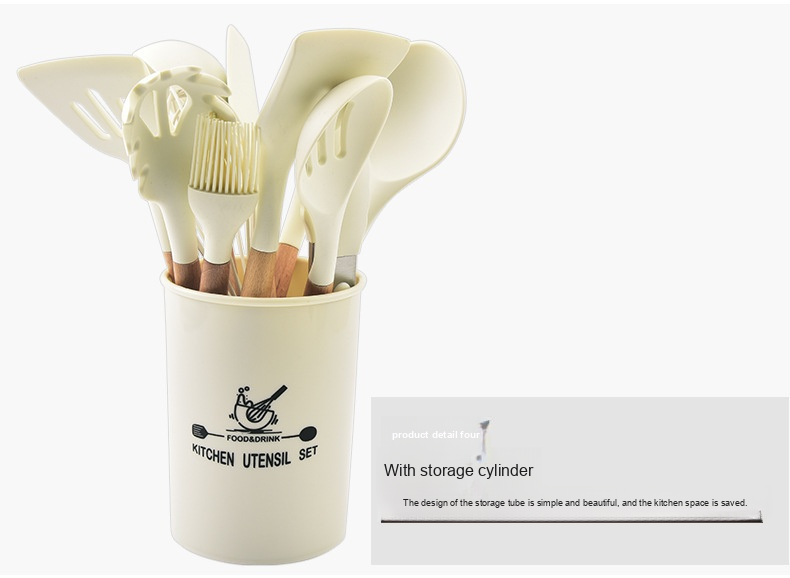 FOOD&DRINK
KITCHEN UTENSIL SET
product detail four
With storage cylinder
The design of the storage tube is simple and beautiful, and the kitchen space is saved.